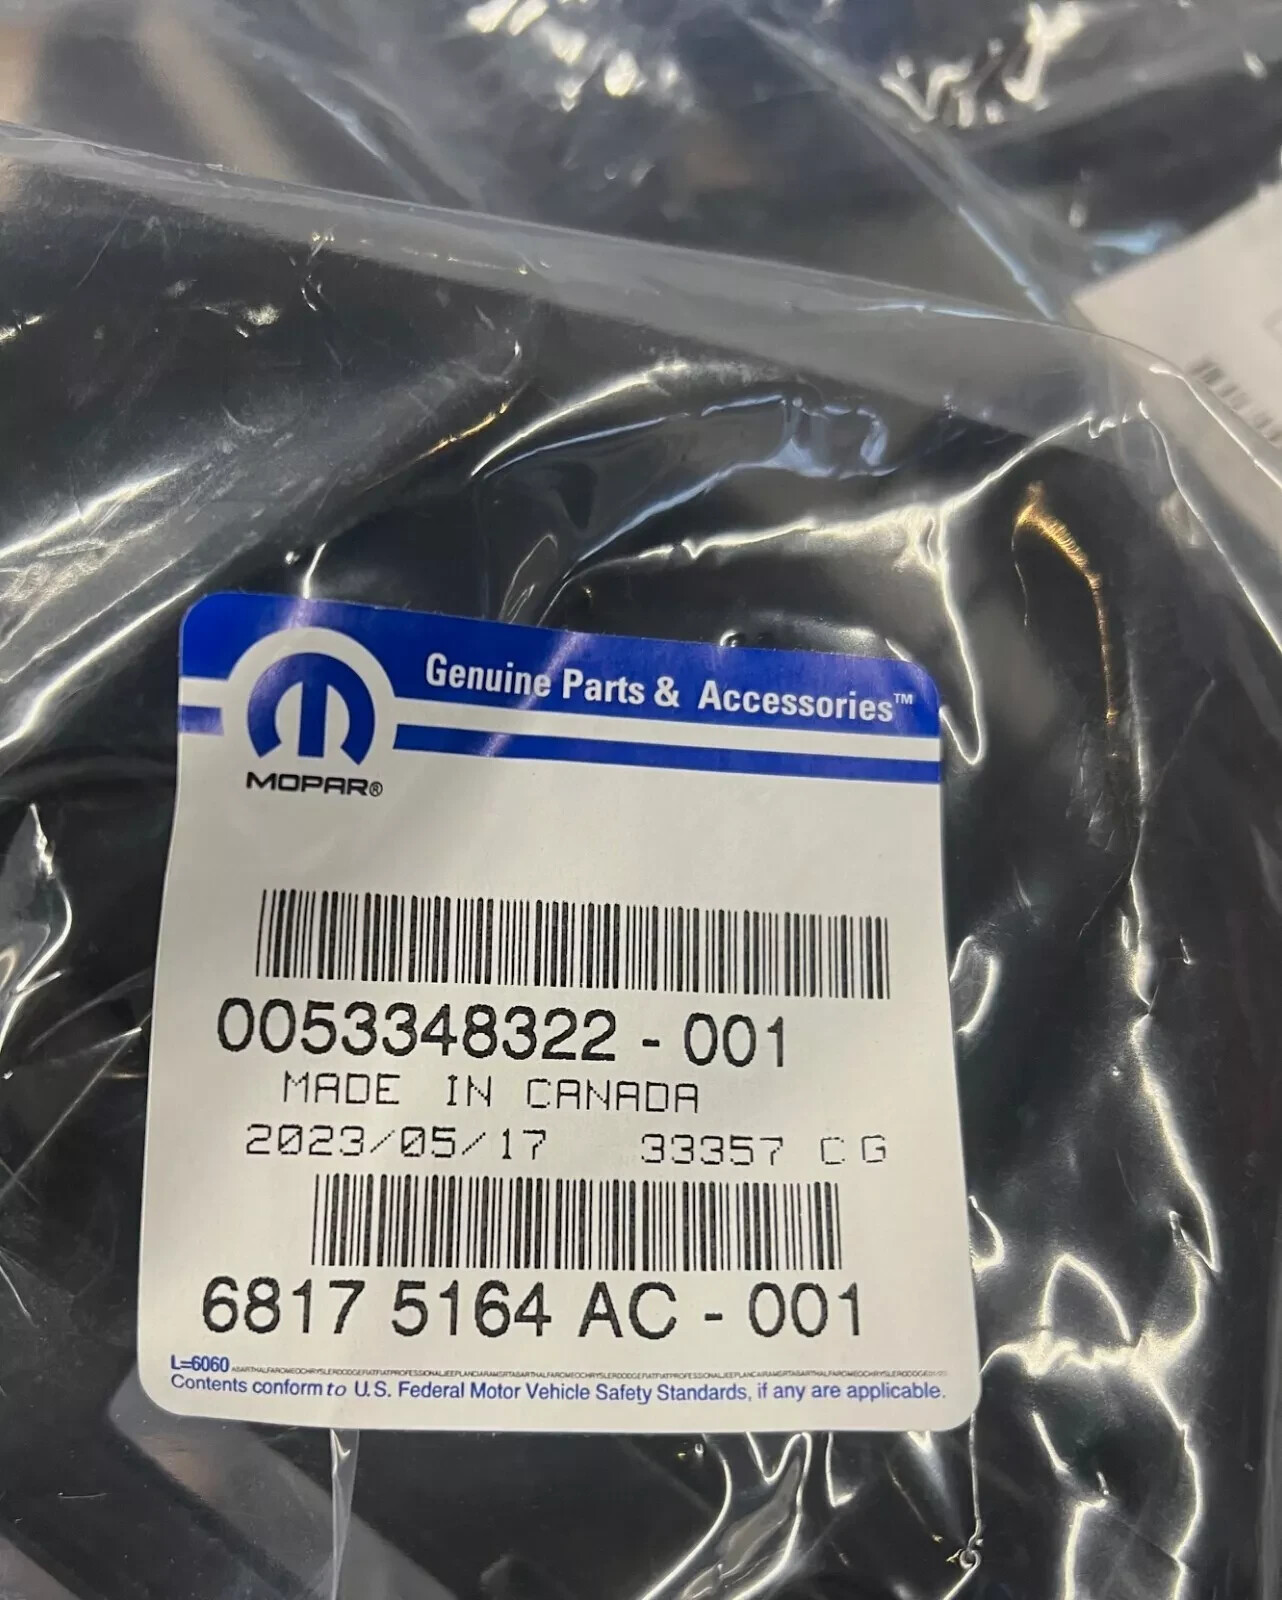 Genuine Parts & Accessories™
MOPAR®
0053348322 - 001
MADE IN CANADA
2023/05/17 33357 CG
6817 5164 AC - 001
L=6060
Contents conform to U.S. Federal Motor Vehicle Safety Standards, if any are applicable.